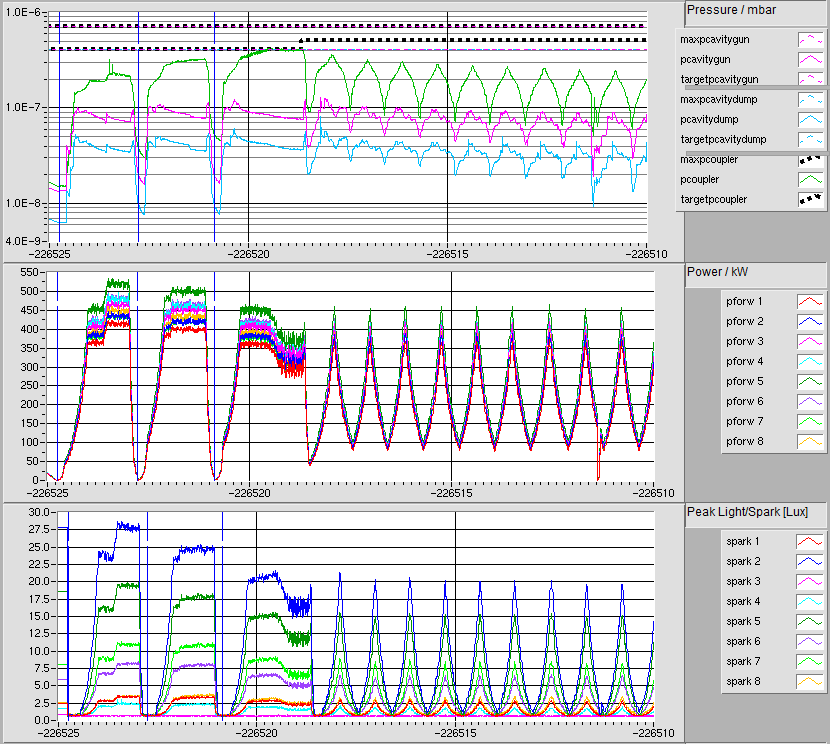 Pressure / mbar
1.0E-6
1.0E-7
1.0E-8
4.0E-9
-226525
-226520
-226515
-226510
maxpcavitygun
pcavitygun
targetpcavitygun
maxpcavitydump
pcavitydump
targetpcavitydump
maxpcoupler
pcoupler
targetpcoupler
Power / kW
550
500
450
400
350
300
250
200
150
100
50
0
-226525
-226520
-226515
-226510
pforw 1
pforw 2
pforw 3
pforw 4
pforw 5
pforw 6
pforw 7
pforw 8
Peak Light/Spark [Lux]
30.0
27.5
25.0
22.5
20.0
17.5
15.0
12.5
10.0
7.5
5.0
2.5
0.0
-226525
-226520
-226515
-226510
spark 1
spark 2
spark 3
spark 4
spark 5
spark 6
spark 7
spark 8